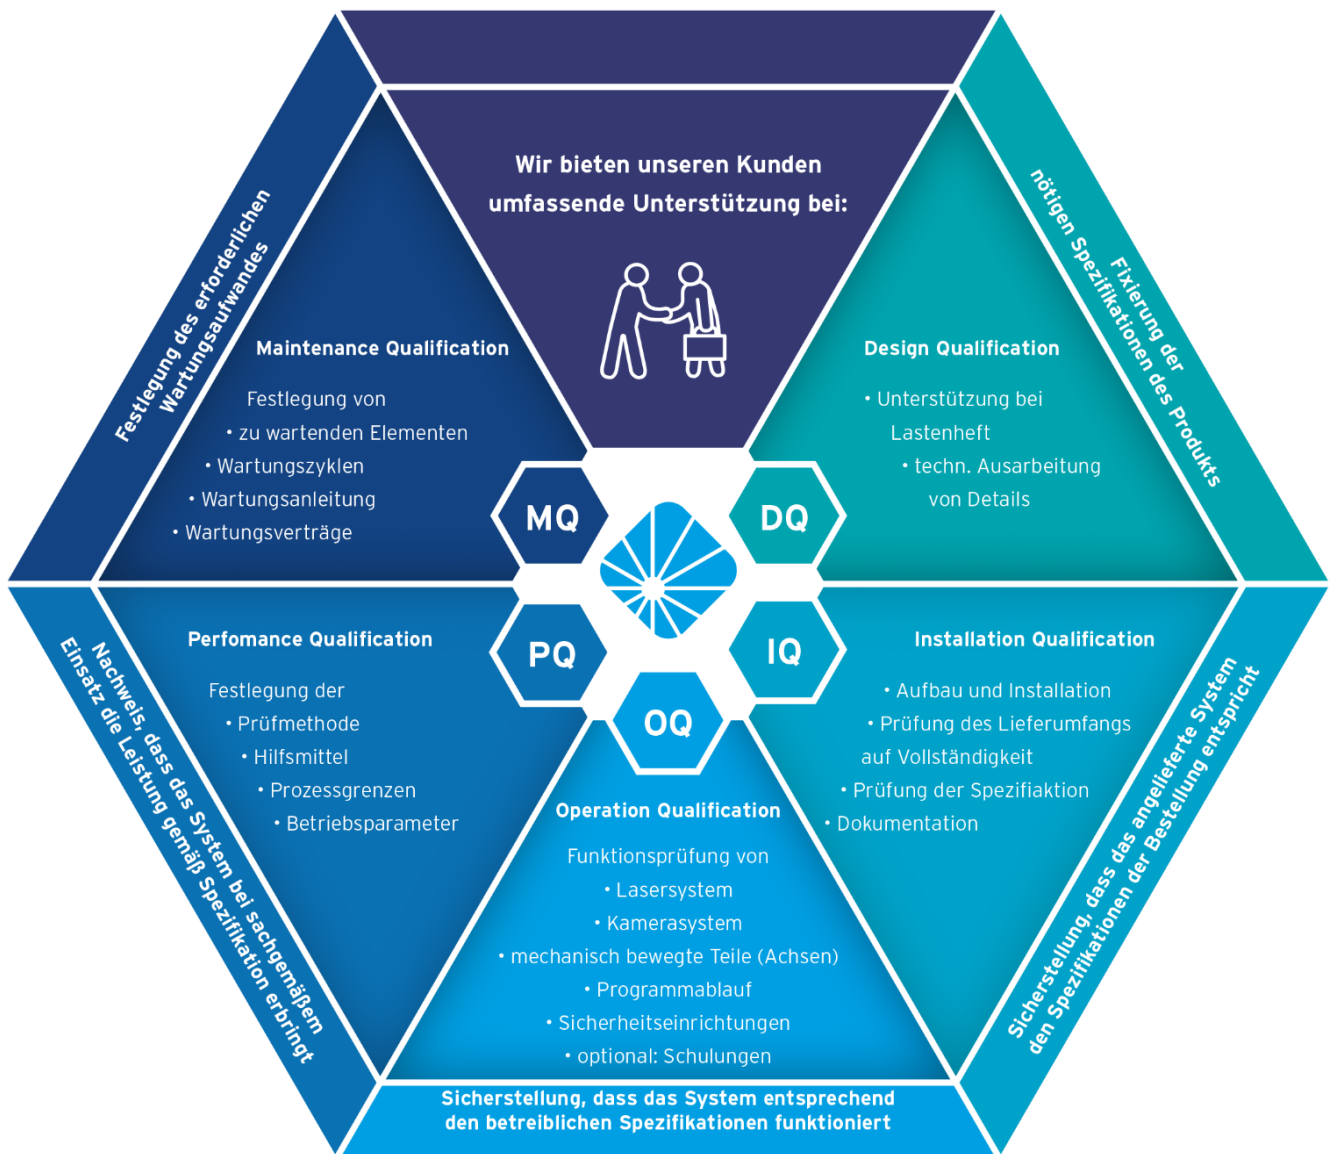 Wir bieten unseren Kunden
umfassende Unterstützung bei:
Fixierung der
nötigen Spezifikationen des Produkts
Design Qualification
• Unterstützung bei
Lastenheft
• techn. Ausarbeitung
von Details
DQ
Installation Qualification
• Aufbau und Installation
• Prüfung des Lieferumfangs
auf Vollständigkeit
• Prüfung der Spezifiaktion
• Dokumentation
IQ
Sicherstellung, dass das angelieferte System
den Spezifikationen der Bestellung entspricht
OQ
Operation Qualification
Funktionsprüfung von
• Lasersystem
• Kamerasystem
• mechanisch bewegte Teile (Achsen)
• Programmablauf
• Sicherheitseinrichtungen
• optional: Schulungen
Sicherstellung, dass das System entsprechend
den betreiblichen Spezifikationen funktioniert
PQ
Perfomance Qualification
Festlegung der
• Prüfmethode
• Hilfsmittel
• Prozessgrenzen
• Betriebsparameter
Nachweis, dass das System bei sachgemäßem
Einsatz die Leistung gemäß Spezifikation erbringt
MQ
Maintenance Qualification
Festlegung von
• zu wartenden Elementen
• Wartungszyklen
• Wartungsanleitung
• Wartungsverträge
Festlegung des erforderlichen
Wartungsaufwandes